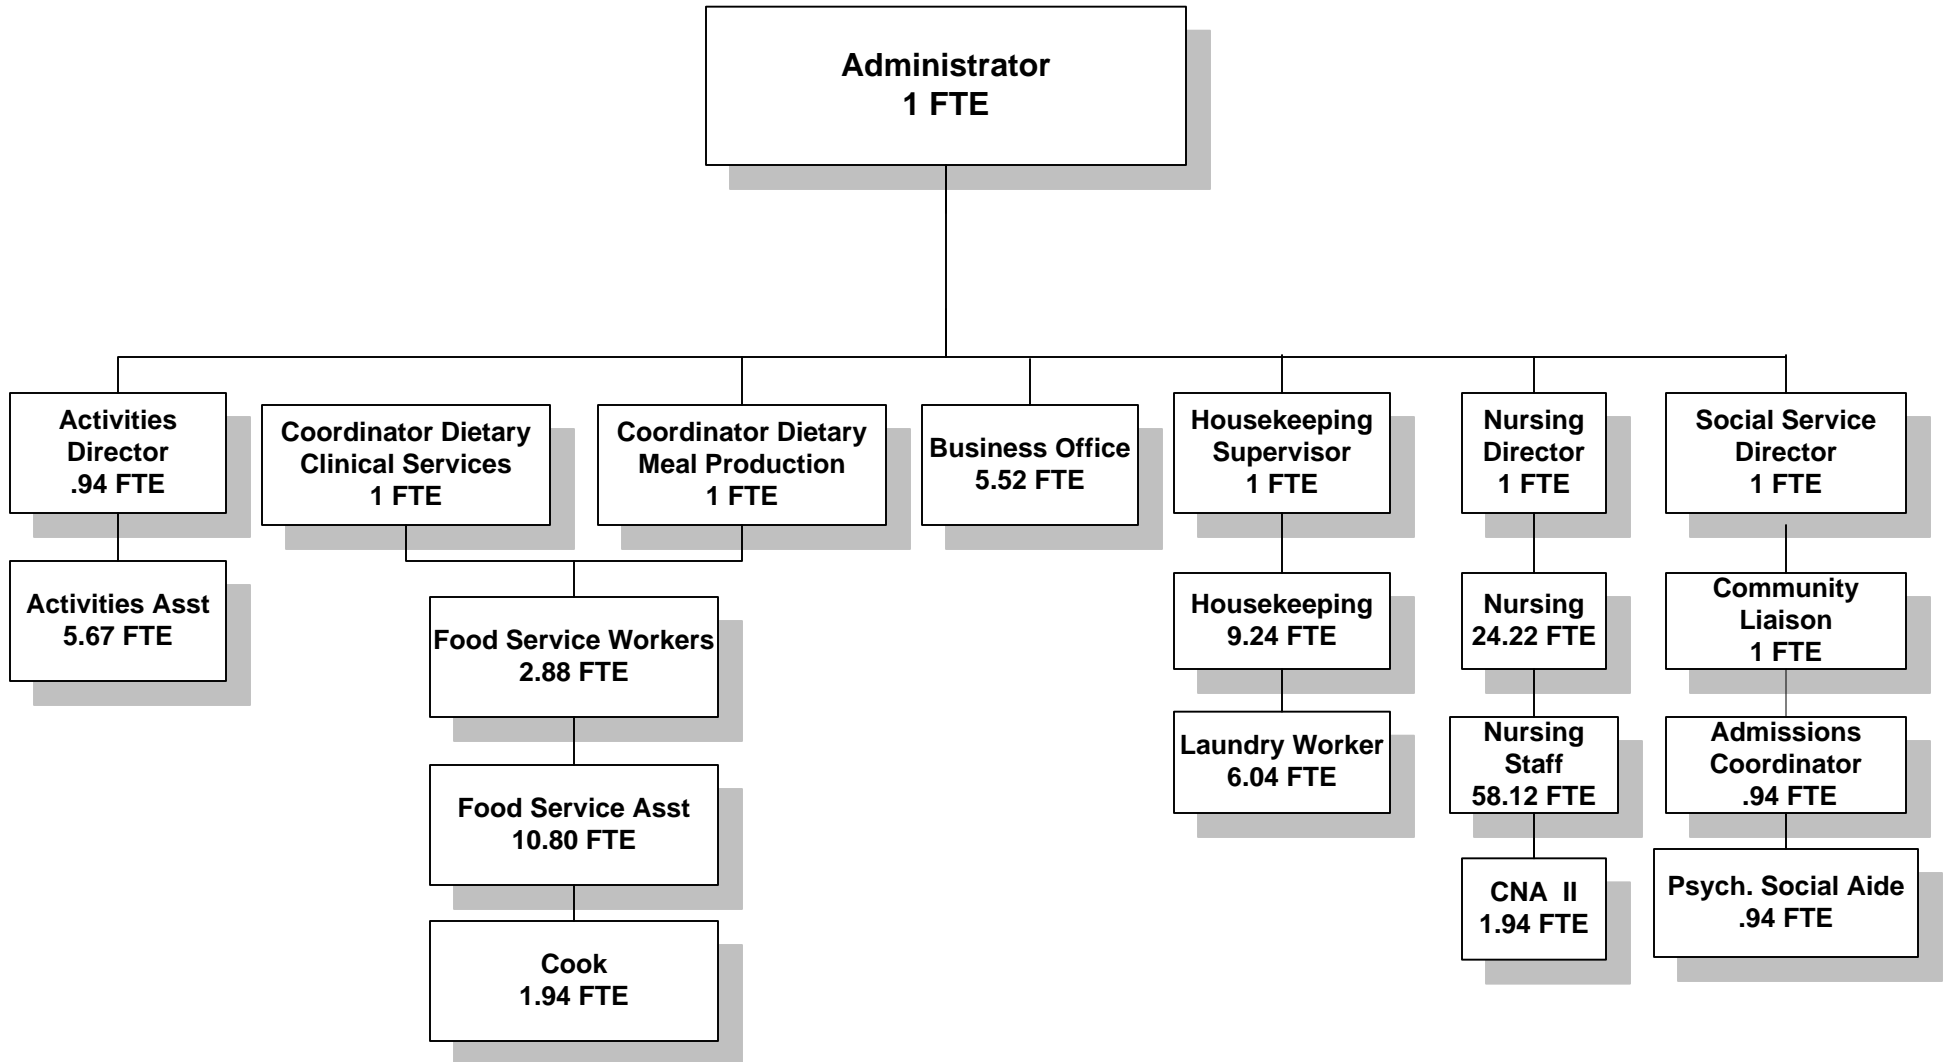 Administrator
1 FTE
Activities
Director
.94 FTE
Coordinator Dietary
Clinical Services
1 FTE
Coordinator Dietary
Meal Production
1 FTE
Business Office
5.52 FTE
Housekeeping
Supervisor
1 FTE
Nursing
Director
1 FTE
Social Service
Director
1 FTE
Activities Asst
5.67 FTE
Food Service Workers
2.88 FTE
Housekeeping
9.24 FTE
Nursing
24.22 FTE
Community
Liaison
1 FTE
Food Service Asst
10.80 FTE
Laundry Worker
6.04 FTE
Nursing
Staff
58.12 FTE
Admissions
Coordinator
.94 FTE
Cook
1.94 FTE
CNA  II
1.94 FTE
Psych. Social Aide
.94 FTE